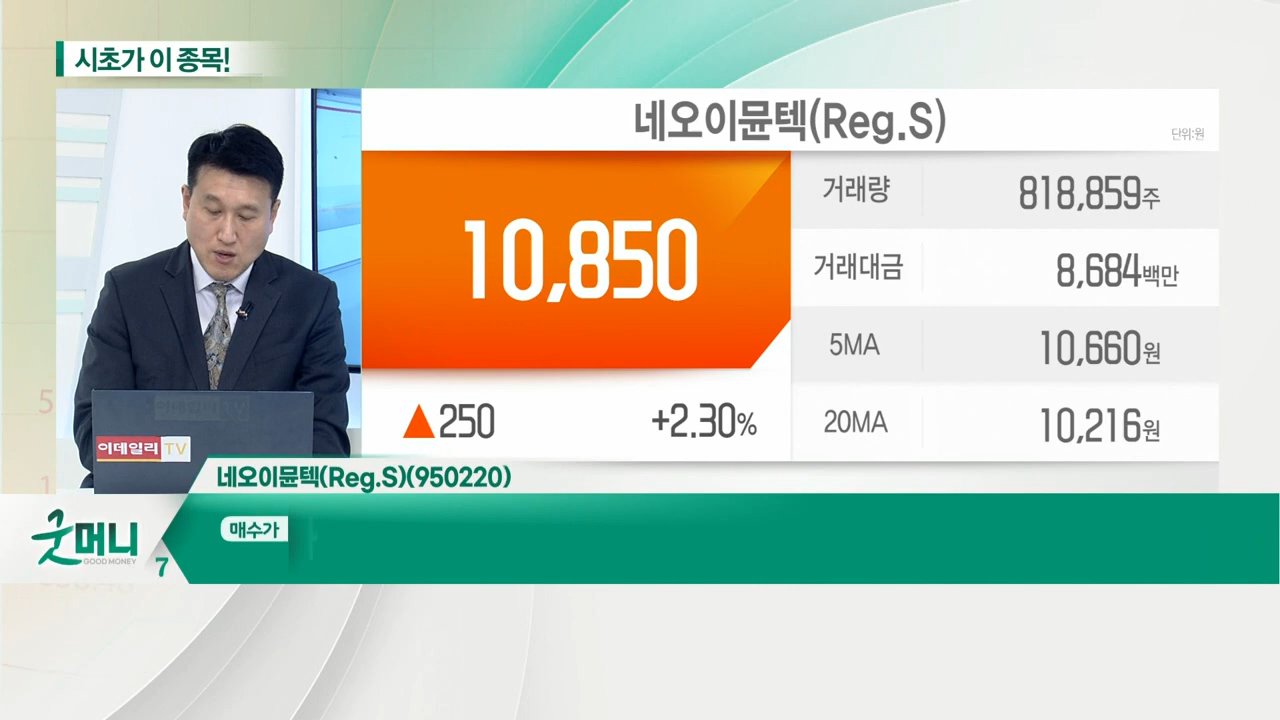 시초가 이 종목!
네오이뮨텍(Reg.S)
단위:원
10,850
▲250 +2.30%
거래량 818,859주
거래대금 8,684백만
5MA 10,660원
20MA 10,216원
이데일리 TV
네오이뮨텍(Reg.S)(950220)
매수가
굿머니
GOOD MONEY
7